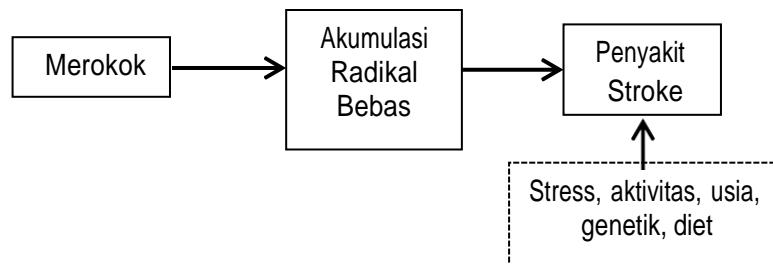 Merokok
Akumulasi
Radikal
Bebas
Penyakit
Stroke
Stress, aktivitas, usia,
genetik, diet